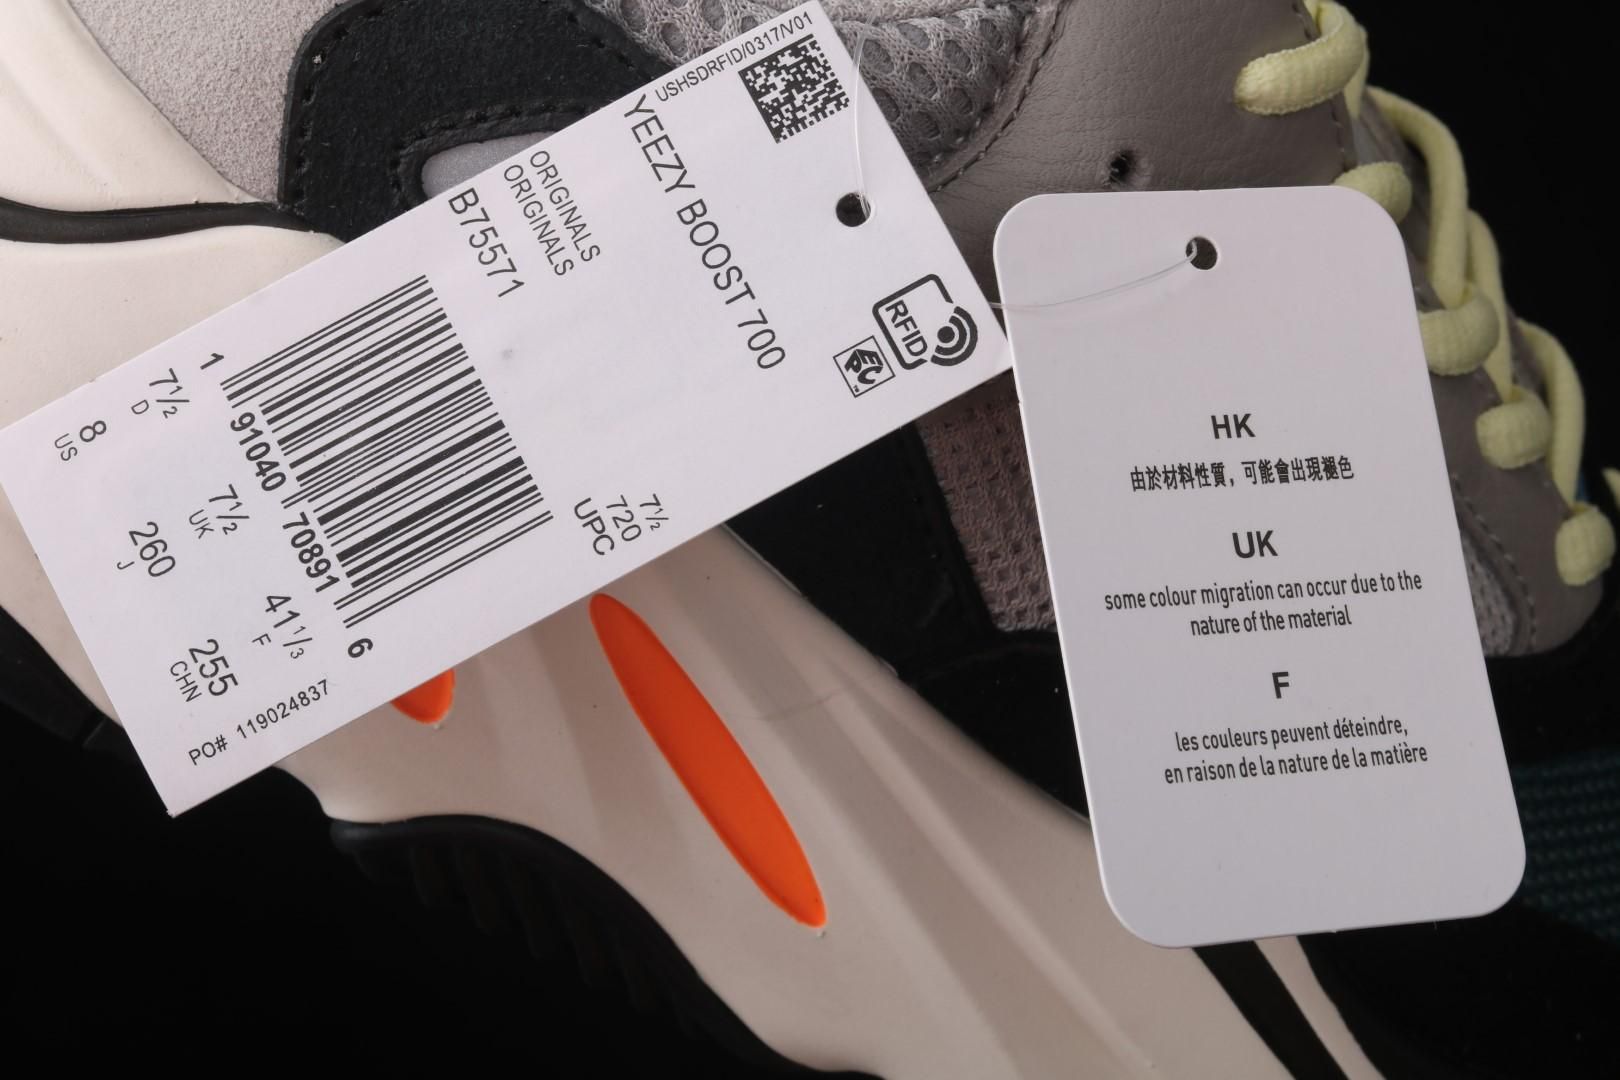 USHSDRFID/0317/V01
YEEZY BOOST 700
ORIGINALS
ORIGINALS
B75571
RFID
EPC
TM
7½
720
UPC
1 91040 70891 6
8
US
7½
D
7½
UK
260
J
41⅓
F
255
CHN
PO# 119024837
HK
由於材料性質，可能會出現褪色
UK
some colour migration can occur due to the
nature of the material
F
les couleurs peuvent déteindre,
en raison de la nature de la matière